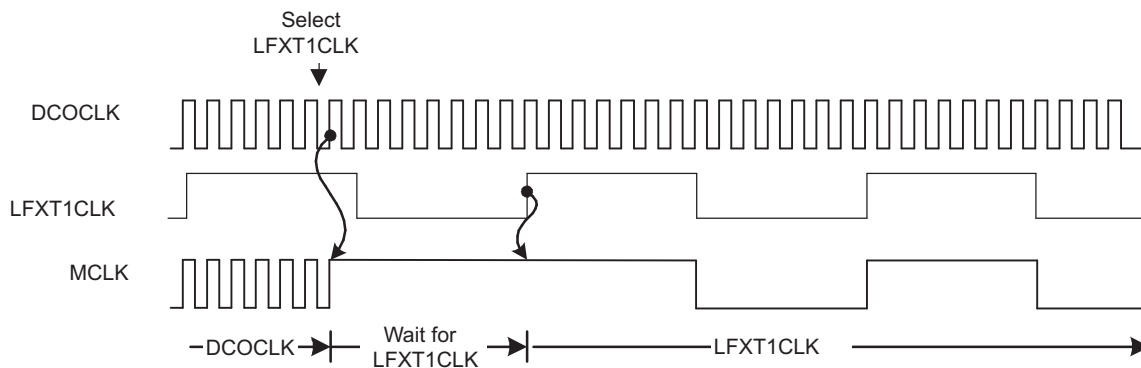 Select
LFXT1CLK
DCOCLK
LFXT1CLK
MCLK
DCOCLK
Wait for
LFXT1CLK
LFXT1CLK